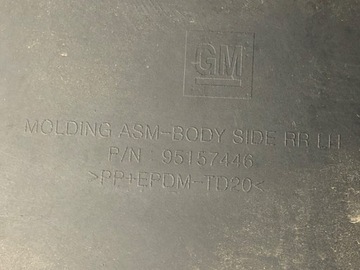 GM
MOLDING ASM-BODY SIDE RR LH
P/N 95157446
>PP+EPDM-TD20<